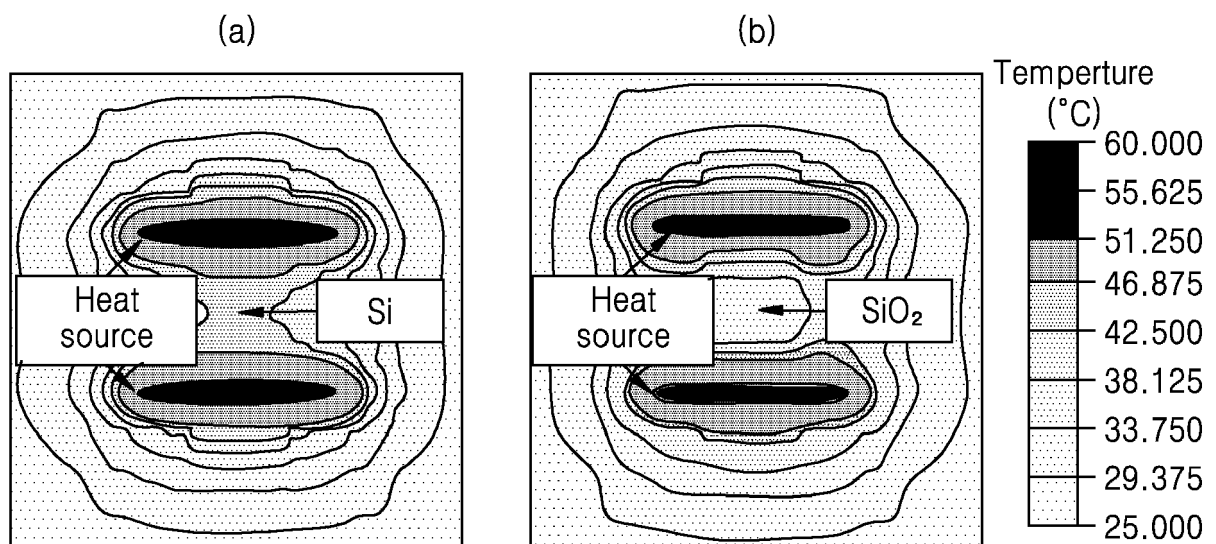 (a)
(b)
Heat
source
Si
Heat
source
SiO₂
Temperture
(°C)
60.000
55.625
51.250
46.875
42.500
38.125
33.750
29.375
25.000